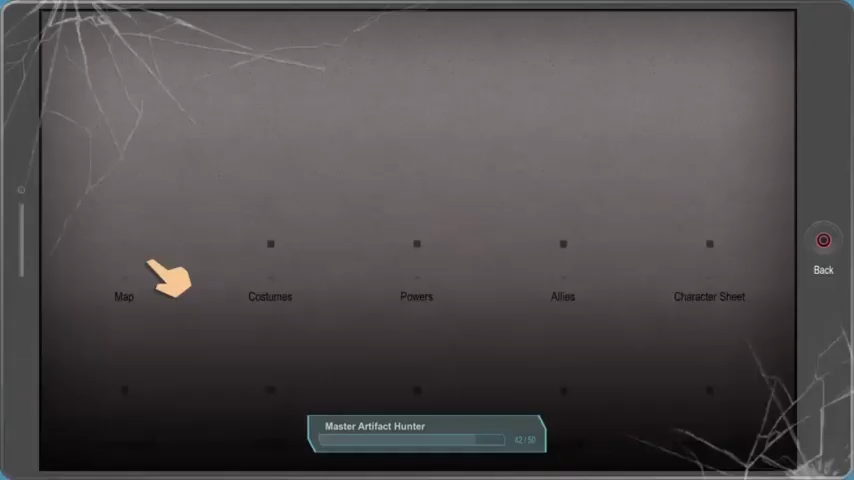 Back
Map
Costumes
Powers
Allies
Character Sheet
Master Artifact Hunter
42/50